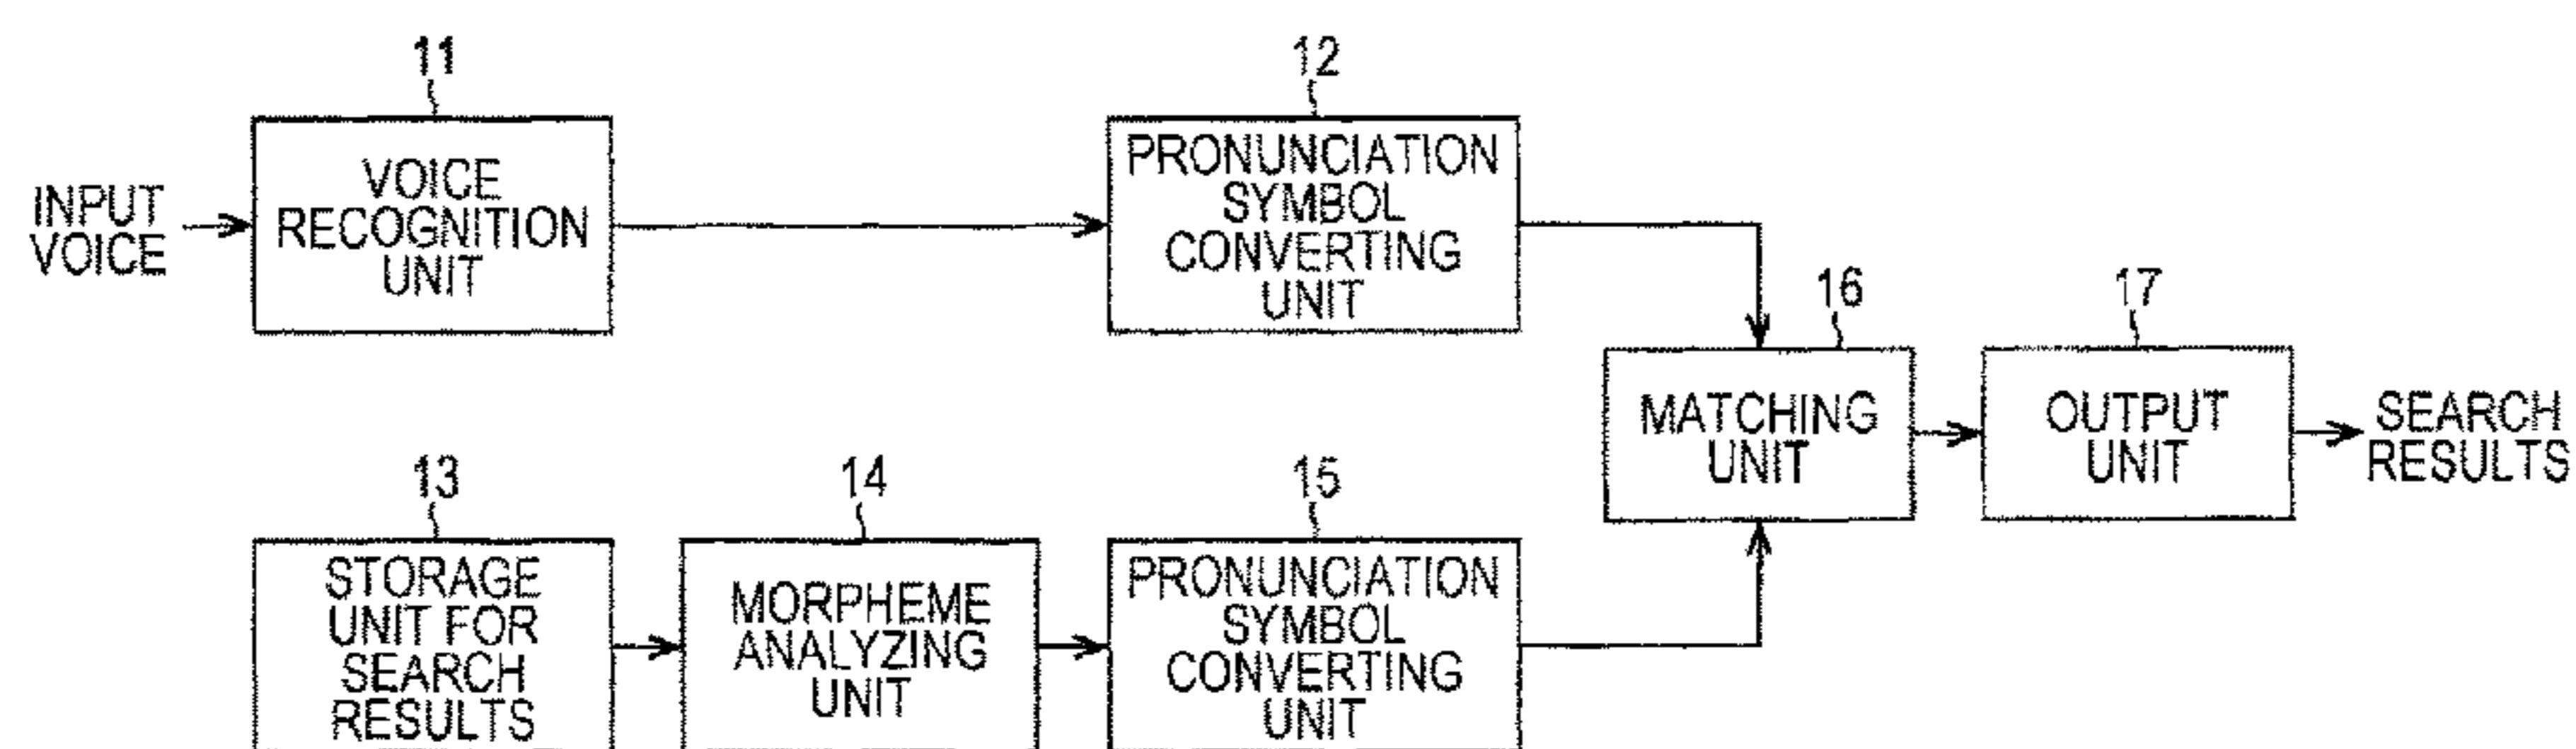 11
12
INPUT
VOICE
VOICE
RECOGNITION
UNIT
PRONUNCIATION
SYMBOL
CONVERTING
UNIT
16
17
MATCHING
UNIT
OUTPUT
UNIT
SEARCH
RESULTS
13
14
15
STORAGE
UNIT FOR
SEARCH
RESULTS
MORPHEME
ANALYZING
UNIT
PRONUNCIATION
SYMBOL
CONVERTING
UNIT